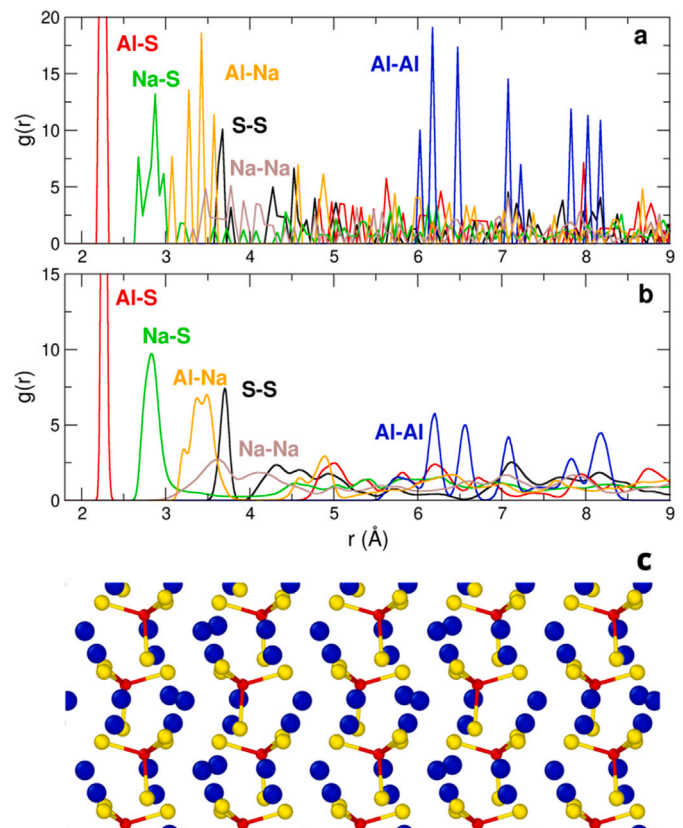 20
a
Al-S
Al-Na
Al-Al
15
Na-S
g(r)
10
S-S
Na-Na
5
0
2 3 4 5 6 7 8 9
15
b
Al-S
Na-S
10
Al-Na
S-S
g(r)
Na-Na
Al-Al
5
0
2 3 4 5 6 7 8 9
r (Å)
c